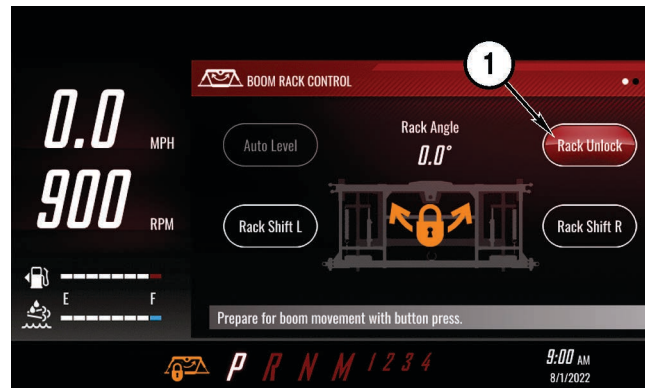 1
BOOM RACK CONTROL
0.0 MPH
Auto Level
Rack Angle
0.0°
Rack Unlock
900 RPM
Rack Shift L
Rack Shift R
E F
Prepare for boom movement with button press.
P R N M 1 2 3 4
9:00 AM
8/1/2022